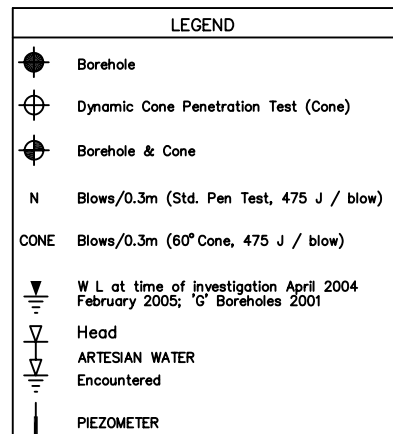 LEGEND
Borehole
Dynamic Cone Penetration Test (Cone)
Borehole & Cone
N Blows/0.3m (Std. Pen Test, 475 J / blow)
CONE Blows/0.3m (60° Cone, 475 J / blow)
W L at time of investigation April 2004
February 2005; 'G' Boreholes 2001
Head
ARTESIAN WATER
Encountered
PIEZOMETER